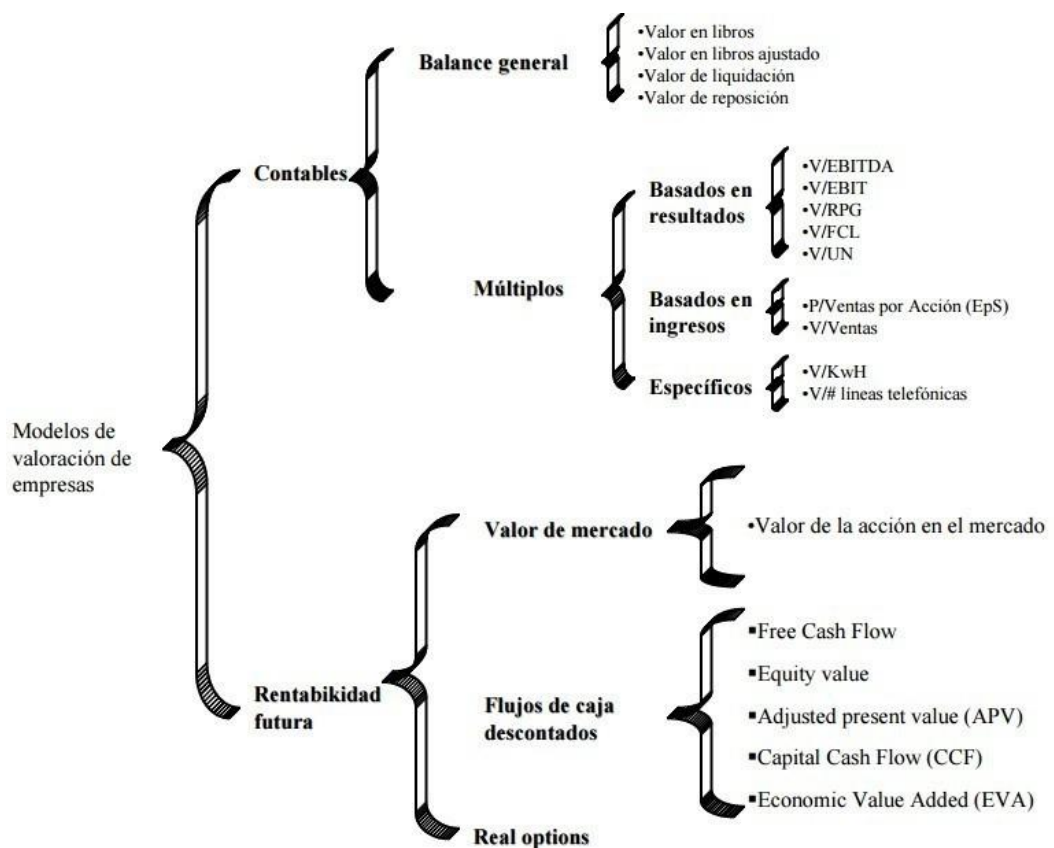 Modelos de
valoración de
empresas
Contables
Balance general
•Valor en libros
•Valor en libros ajustado
•Valor de liquidación
•Valor de reposición
Múltiplos
Basados en
resultados
•V/EBITDA
•V/EBIT
•V/RPG
•V/FCL
•V/UN
Basados en
ingresos
•P/Ventas por Acción (EpS)
•V/Ventas
Específicos
•V/KwH
•V/# lineas telefónicas
Rentabikidad
futura
Valor de mercado
•Valor de la acción en el mercado
Flujos de caja
descontados
▪Free Cash Flow
▪Equity value
▪Adjusted present value (APV)
▪Capital Cash Flow (CCF)
▪Economic Value Added (EVA)
Real options